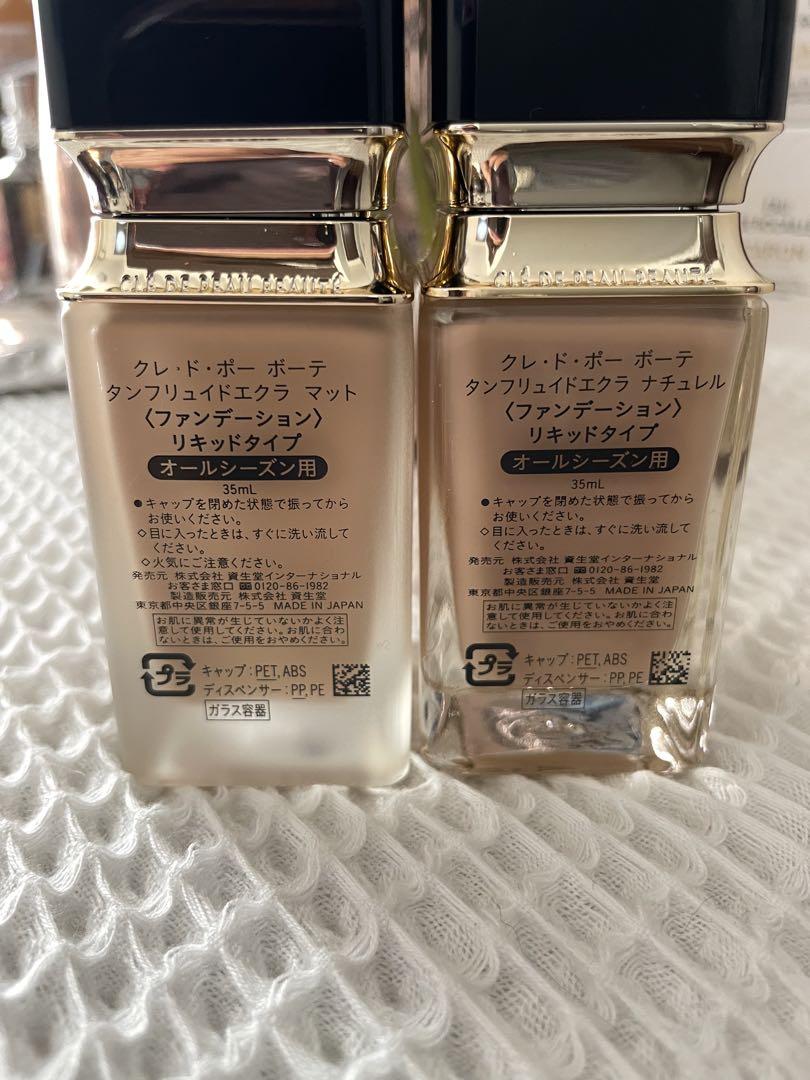 CLÉ DE PEAU BEAUTÉ
クレ・ド・ポー ボーテ
タンフリュイドエクラ マット
〈ファンデーション〉
リキッドタイプ
オールシーズン用
35mL
●キャップを閉めた状態で振ってから
お使いください。
◇目に入ったときは、すぐに洗い流して
ください。
◇火気にご注意ください。
発売元 株式会社 資生堂インターナショナル
お客さま窓口 0120-86-1982
製造販売元 株式会社 資生堂
東京都中央区銀座7-5-5 MADE IN JAPAN
お肌に異常が生じていないかよく注
意して使用してください。お肌に合わ
ないときは、ご使用をおやめください。
プラ
キャップ:PET,ABS
ディスペンサー:PP,PE
ガラス容器
CLÉ DE PEAU BEAUTÉ
クレ・ド・ポー ボーテ
タンフリュイドエクラ ナチュレル
〈ファンデーション〉
リキッドタイプ
オールシーズン用
35mL
●キャップを閉めた状態で振ってから
お使いください。
◇目に入ったときは、すぐに洗い流して
ください。
発売元 株式会社 資生堂インターナショナル
お客さま窓口 0120-86-1982
製造販売元 株式会社 資生堂
東京都中央区銀座7-5-5 MADE IN JAPAN
お肌に異常が生じていないかよく注
意して使用してください。お肌に合わ
ないときは、ご使用をおやめください。
プラ
キャップ:PET,ABS
ディスペンサー:PP,PE
ガラス容器